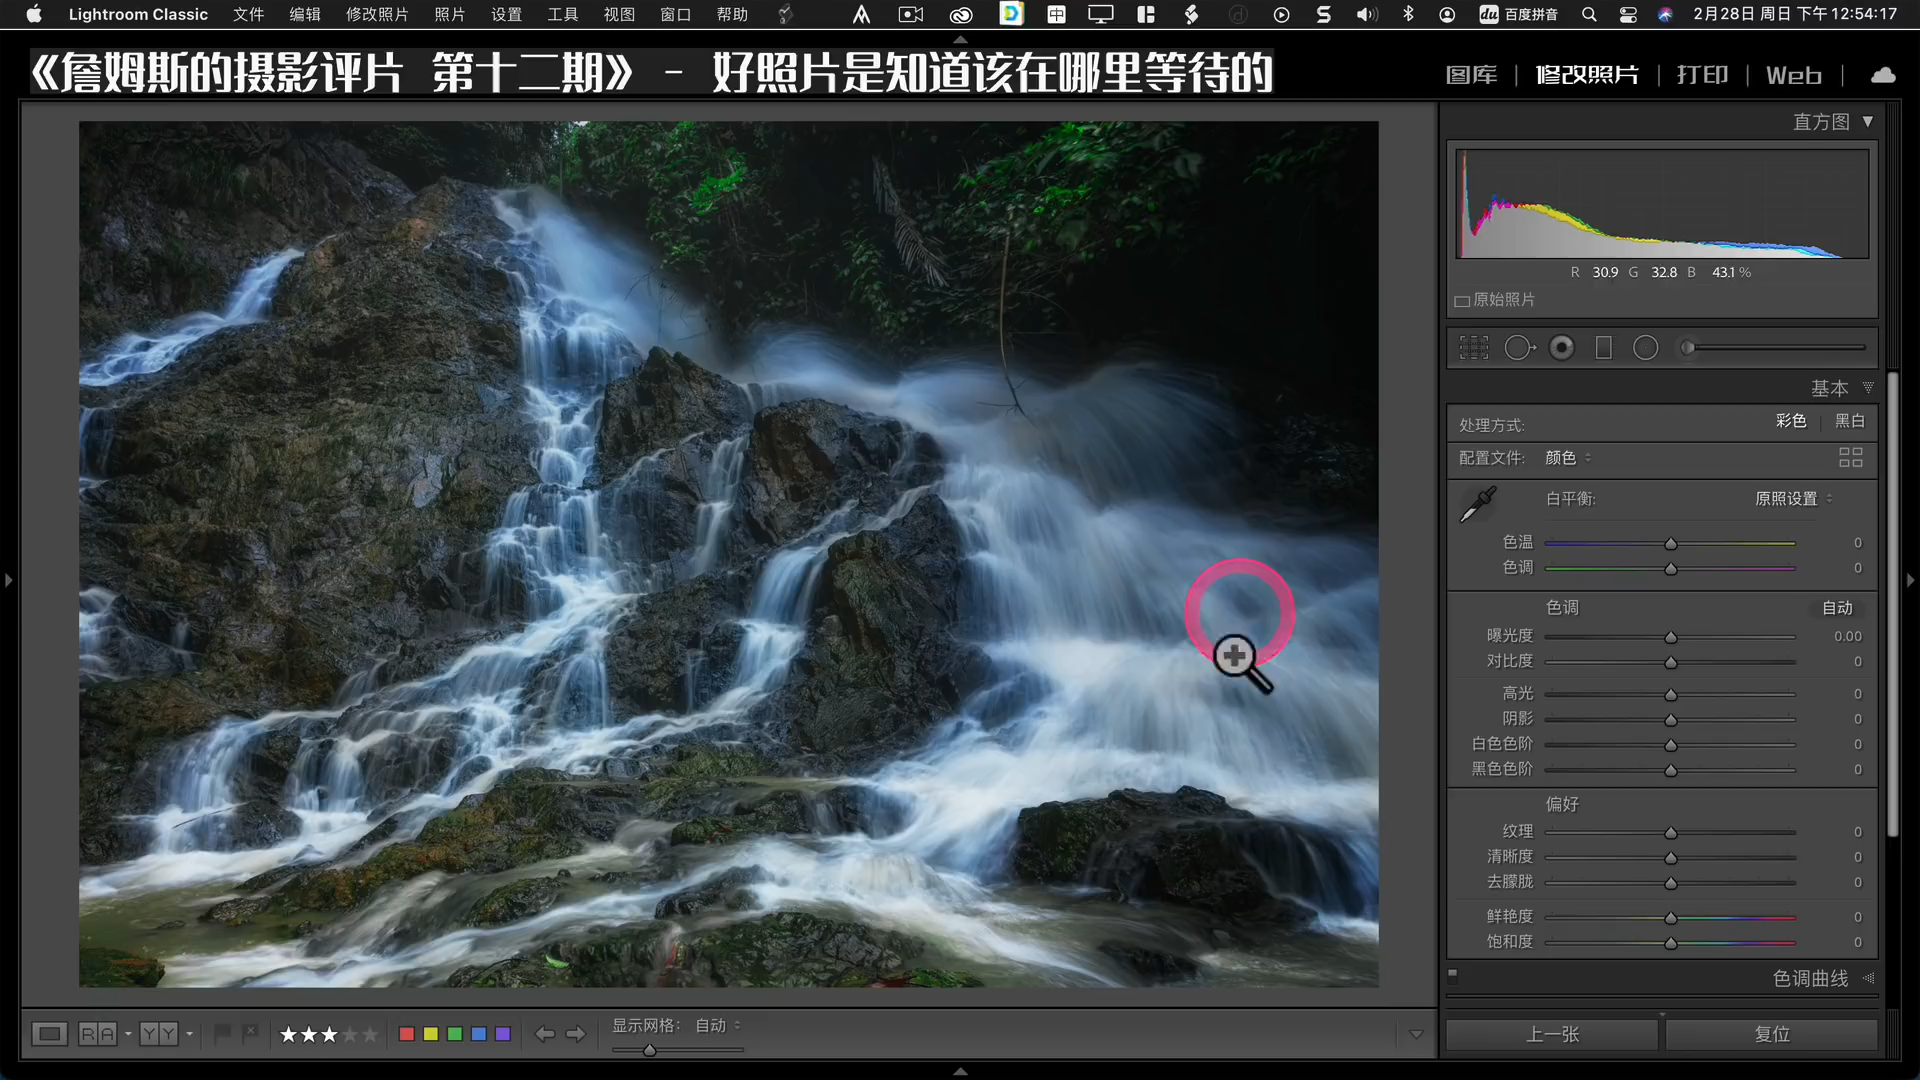 Lightroom Classic 文件 编辑 修改照片 照片 设置 工具 视图 窗口 帮助 中 du 百度拼音 2月28日 周日 下午 12:54:17
《詹姆斯的摄影评片 第十二期》 - 好照片是知道该在哪里等待的
图库 | 修改照片 | 打印 | Web |
直方图
R 30.9 G 32.8 B 43.1 %
原始照片
基本
处理方式: 彩色 黑白
配置文件: 颜色
白平衡: 原照设置
色温 0
色调 0
色调 自动
曝光度 0.00
对比度 0
高光 0
阴影 0
白色色阶 0
黑色色阶 0
偏好
纹理 0
清晰度 0
去朦胧 0
鲜艳度 0
饱和度 0
色调曲线
RA YY 显示网格: 自动
上一张 复位